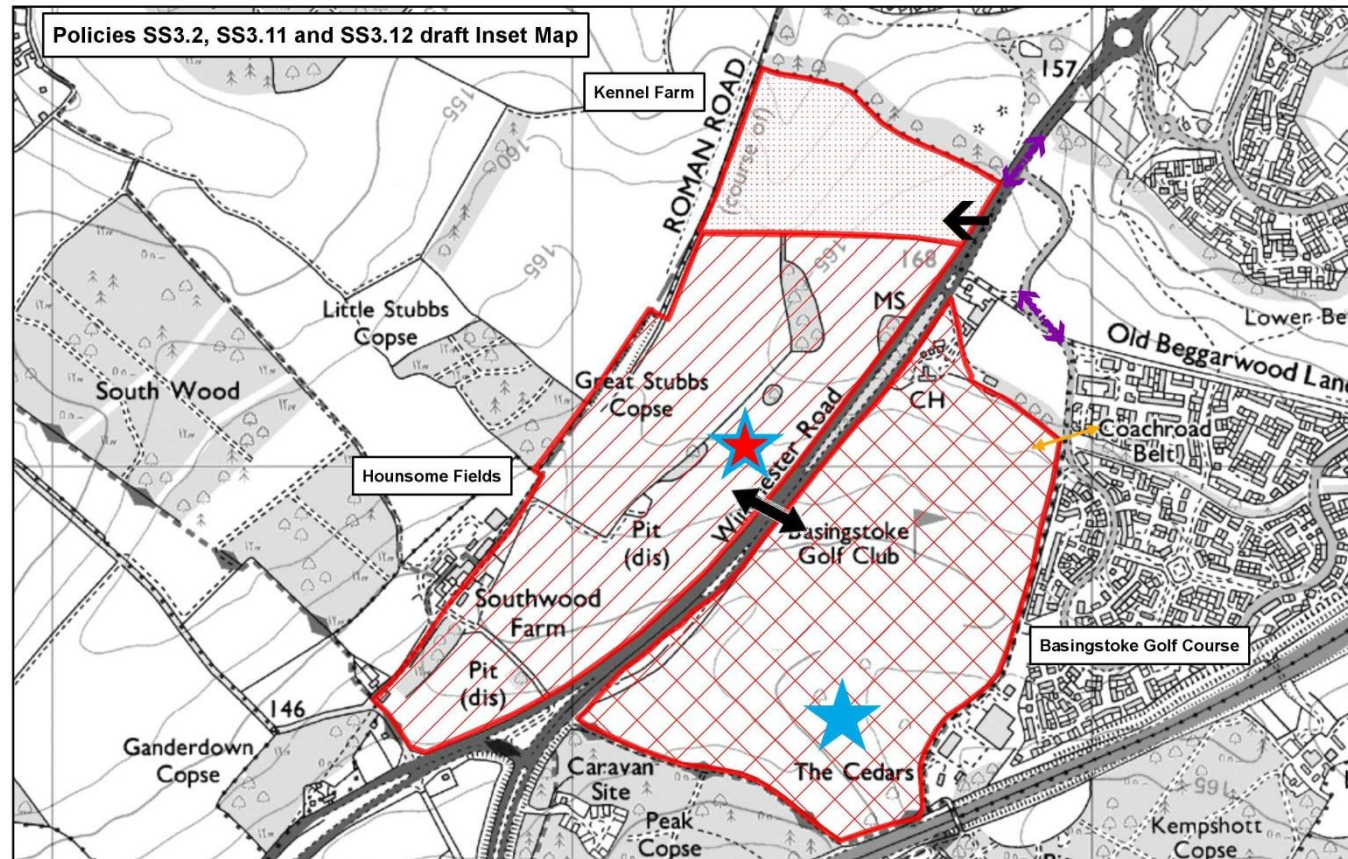 Policies SS3.2, SS3.11 and SS3.12 draft Inset Map
157
Kennel Farm
155
160
ROMAN ROAD
(course of)
165
165
168
MS
Little Stubbs
Copse
South Wood
Lower Be
Old Beggarwood Lane
Great Stubbs
Copse
CH
Coachroad
Belt
Hounsome Fields
Winchester Road
Pit
(dis)
Basingstoke
Golf Club
Southwood
Farm
Basingstoke Golf Course
Pit
(dis)
146
Ganderdown
Copse
Caravan
Site
The Cedars
165
Peak
Copse
Kempshott
Copse